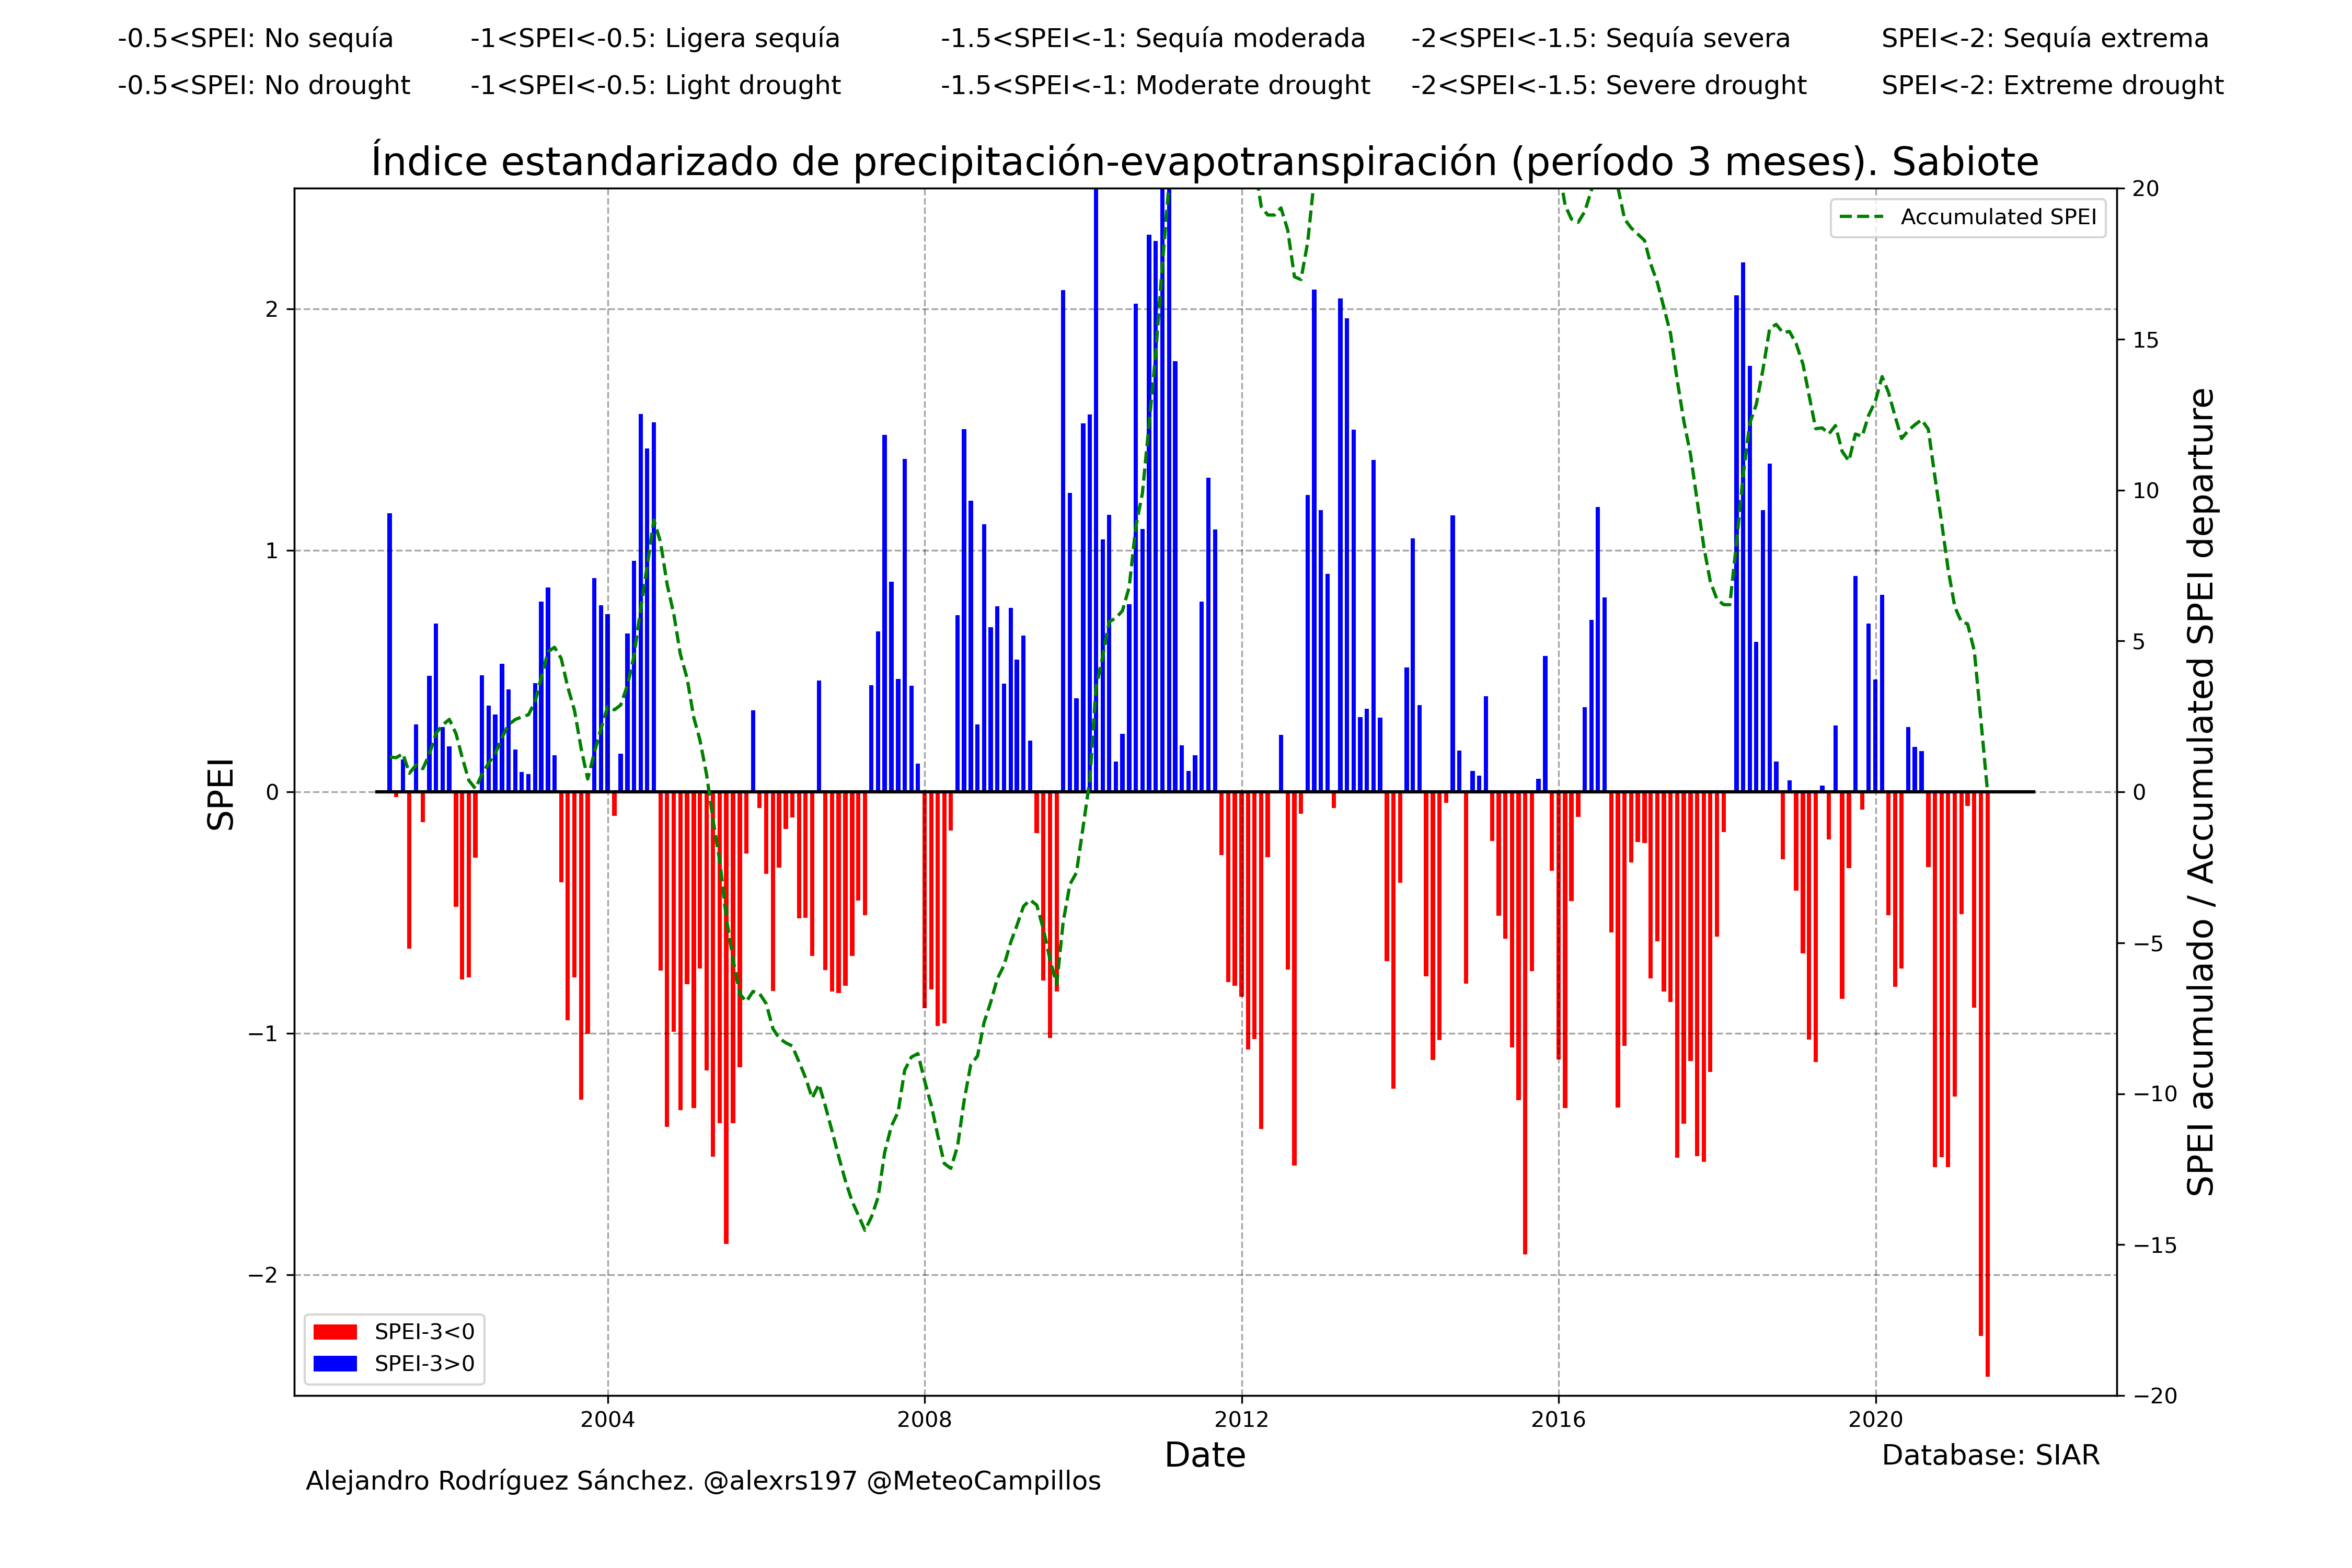 -0.5<SPEI: No sequía -1<SPEI<-0.5: Ligera sequía -1.5<SPEI<-1: Sequía moderada -2<SPEI<-1.5: Sequía severa SPEI<-2: Sequía extrema
-0.5<SPEI: No drought -1<SPEI<-0.5: Light drought -1.5<SPEI<-1: Moderate drought -2<SPEI<-1.5: Severe drought SPEI<-2: Extreme drought
Índice estandarizado de precipitación-evapotranspiración (período 3 meses). Sabiote
Accumulated SPEI
SPEI
2
1
0
−1
−2
20
15
10
5
0
−5
−10
−15
−20
SPEI acumulado / Accumulated SPEI departure
SPEI-3<0
SPEI-3>0
2004 2008 2012 2016 2020
Date
Database: SIAR
Alejandro Rodríguez Sánchez. @alexrs197 @MeteoCampillos